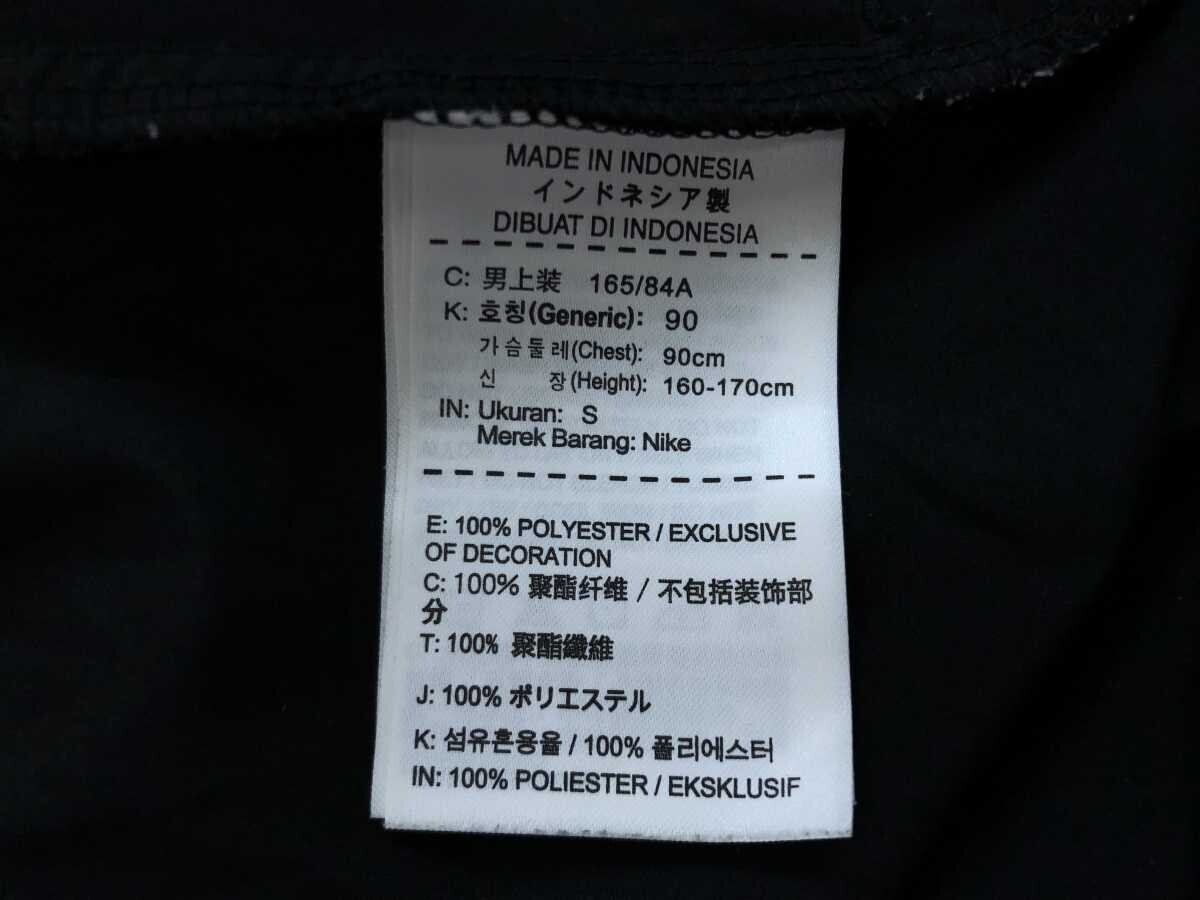 MADE IN INDONESIA
インドネシア製
DIBUAT DI INDONESIA
C: 男上装 165/84A
K: 호칭(Generic): 90
가슴둘레(Chest): 90cm
신 장(Height): 160-170cm
IN: Ukuran: S
Merek Barang: Nike
E: 100% POLYESTER / EXCLUSIVE
OF DECORATION
C: 100% 聚酯纤维 / 不包括装饰部
分
T: 100% 聚酯纖維
J: 100% ポリエステル
K: 섬유혼용율 / 100% 폴리에스터
IN: 100% POLIESTER / EKSKLUSIF